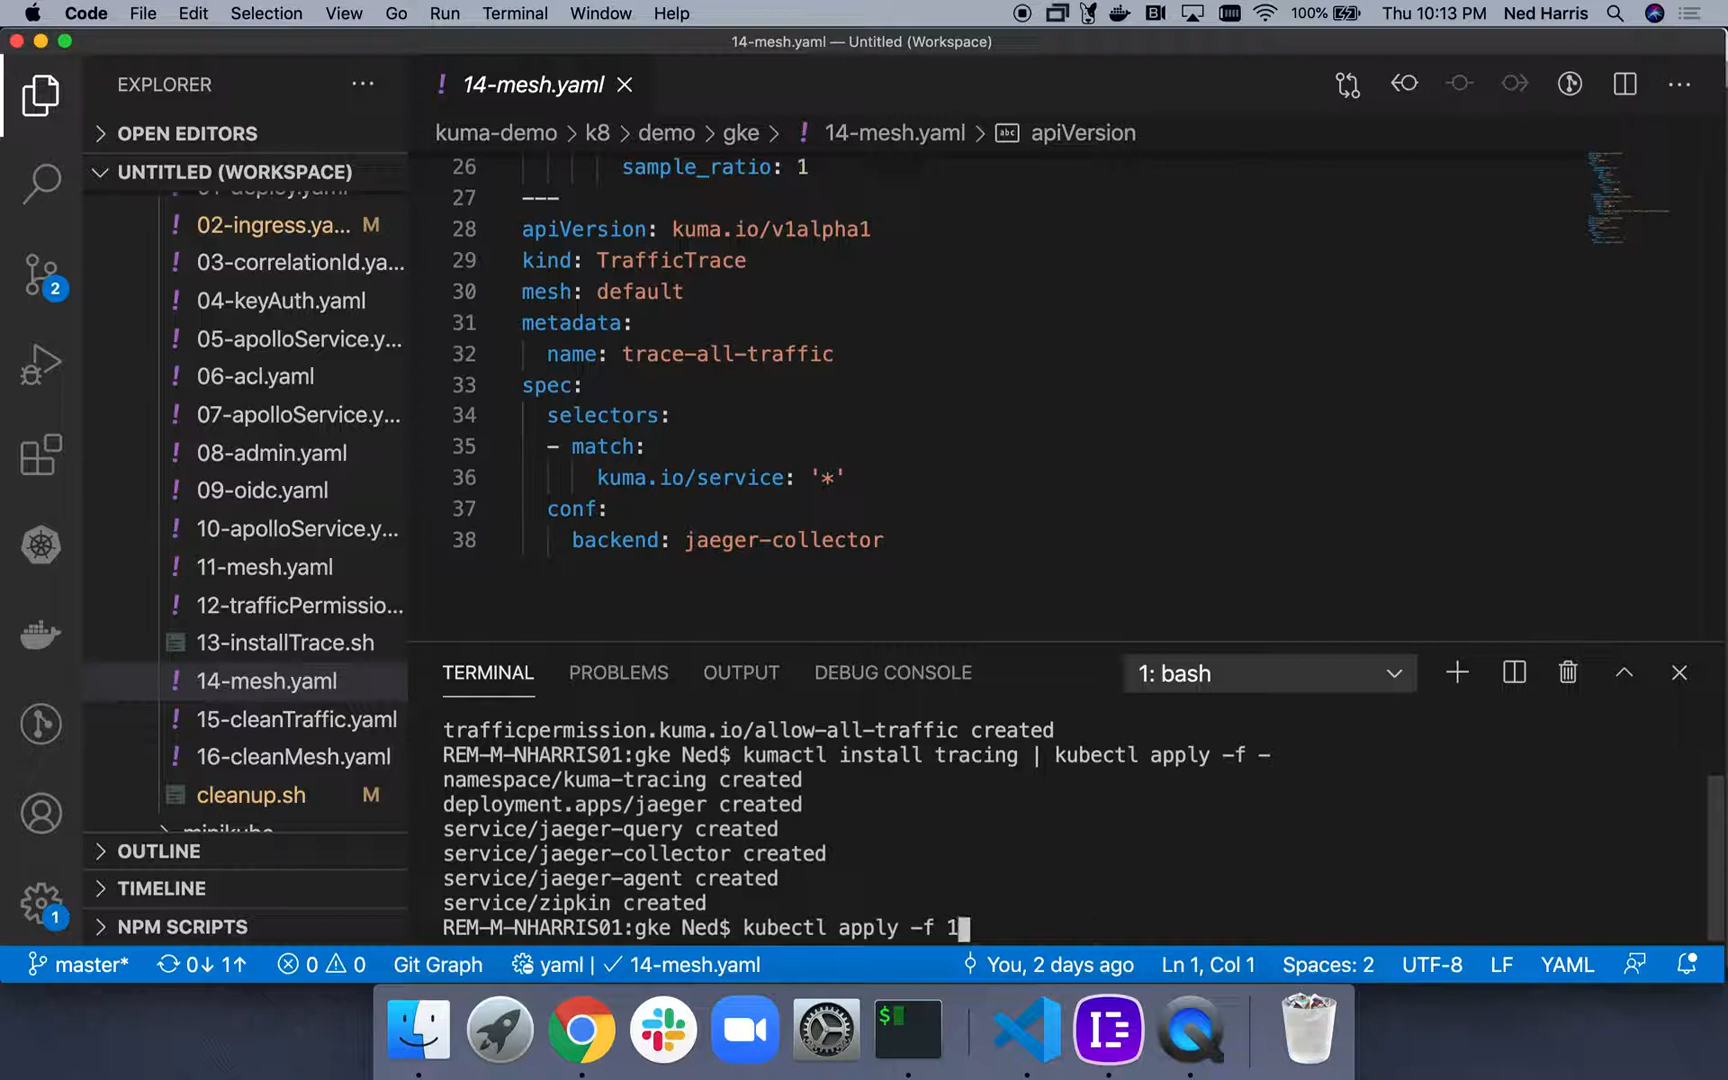 Code File Edit Selection View Go Run Terminal Window Help 100% Thu 10:13 PM Ned Harris
14-mesh.yaml — Untitled (Workspace)
EXPLORER
14-mesh.yaml
OPEN EDITORS
kuma-demo > k8 > demo > gke > ! 14-mesh.yaml > abc apiVersion
UNTITLED (WORKSPACE)
01-deploy.yaml
02-ingress.ya... M
03-correlationId.ya...
04-keyAuth.yaml
05-apolloService.y...
06-acl.yaml
07-apolloService.y...
08-admin.yaml
09-oidc.yaml
10-apolloService.y...
11-mesh.yaml
12-trafficPermissio...
13-installTrace.sh
14-mesh.yaml
15-cleanTraffic.yaml
16-cleanMesh.yaml
cleanup.sh M
minikube
OUTLINE
TIMELINE
NPM SCRIPTS
2
1
26 sample_ratio: 1
27 ---
28 apiVersion: kuma.io/v1alpha1
29 kind: TrafficTrace
30 mesh: default
31 metadata:
32 name: trace-all-traffic
33 spec:
34 selectors:
35 - match:
36 kuma.io/service: '*'
37 conf:
38 backend: jaeger-collector
TERMINAL PROBLEMS OUTPUT DEBUG CONSOLE 1: bash
trafficpermission.kuma.io/allow-all-traffic created
REM-M-NHARRIS01:gke Ned$ kumactl install tracing | kubectl apply -f -
namespace/kuma-tracing created
deployment.apps/jaeger created
service/jaeger-query created
service/jaeger-collector created
service/jaeger-agent created
service/zipkin created
REM-M-NHARRIS01:gke Ned$ kubectl apply -f 1
master* 0↓ 1↑ 0 0 Git Graph yaml | ✓ 14-mesh.yaml You, 2 days ago Ln 1, Col 1 Spaces: 2 UTF-8 LF YAML
$